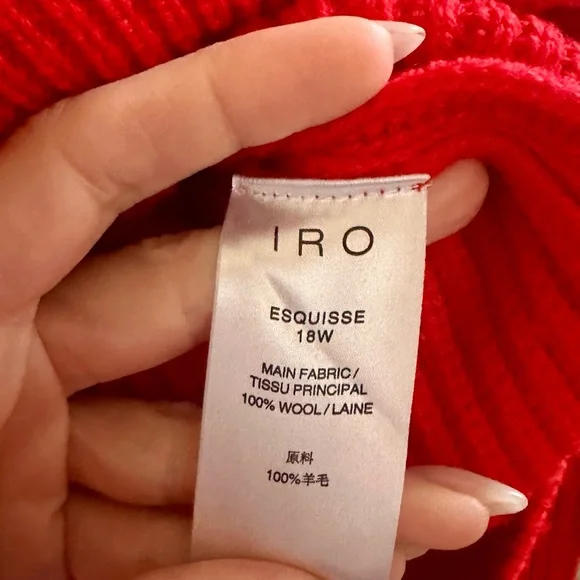 IRO
ESQUISSE
18W
MAIN FABRIC/
TISSU PRINCIPAL
100% WOOL/LAINE
原料
100%羊毛